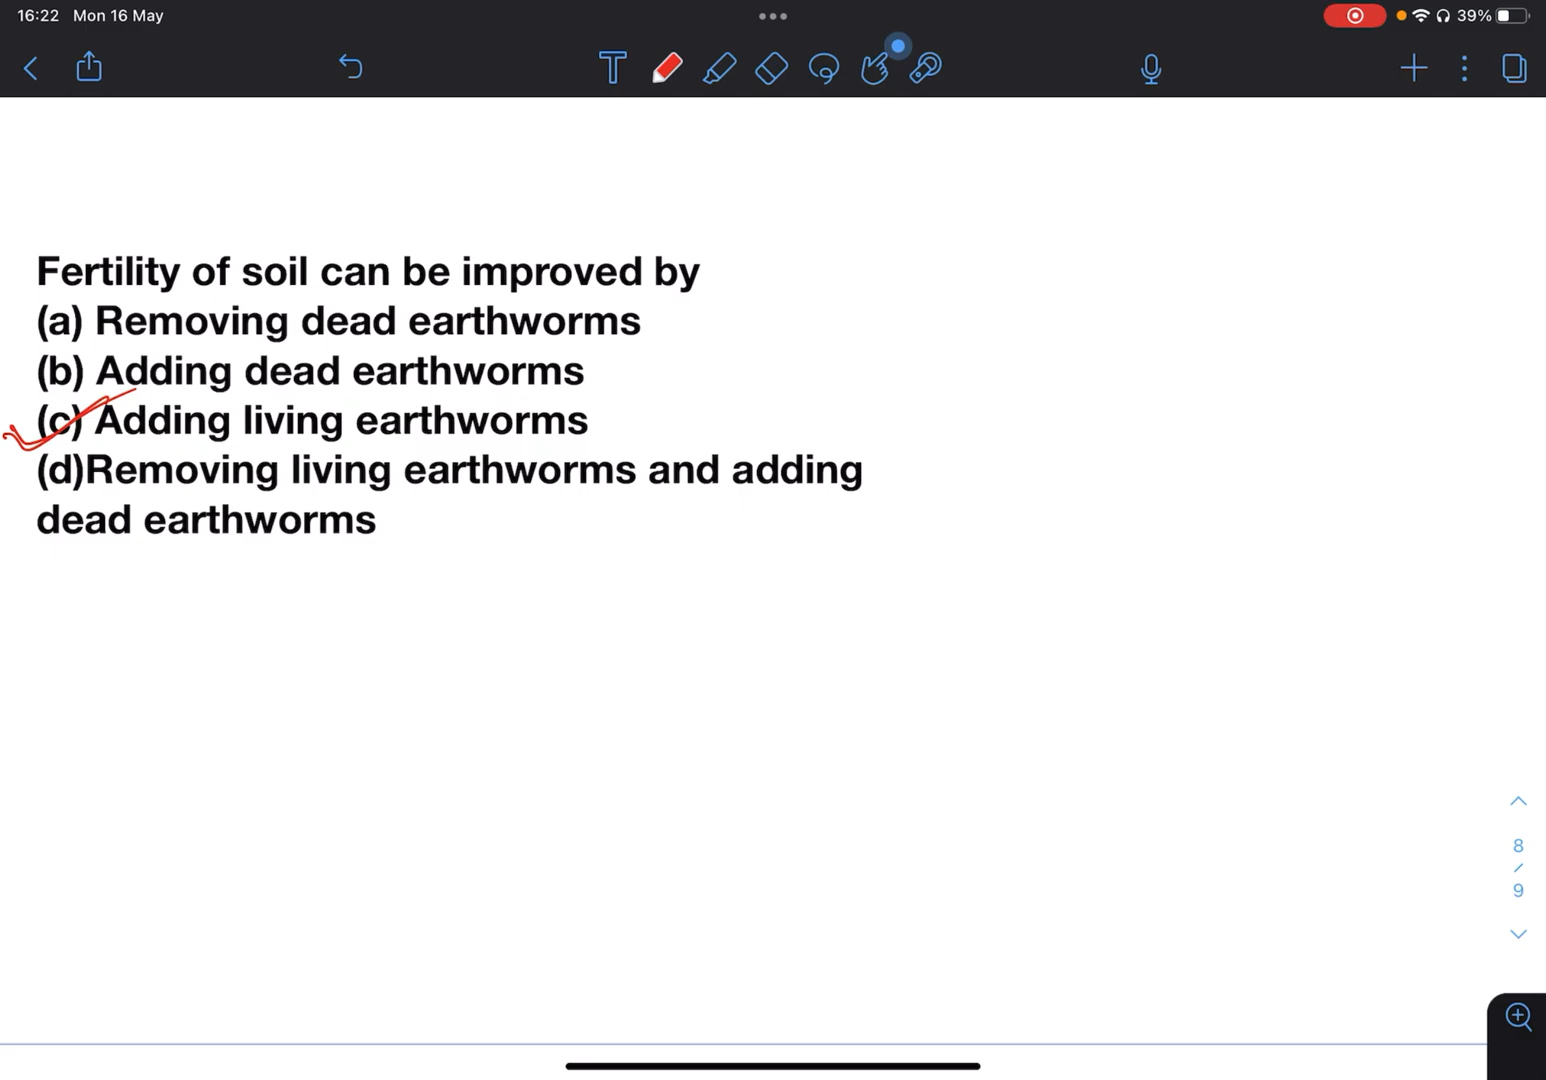 16:22 Mon 16 May 39%
Fertility of soil can be improved by
(a) Removing dead earthworms
(b) Adding dead earthworms
(c) Adding living earthworms
(d)Removing living earthworms and adding
dead earthworms
8
/
9